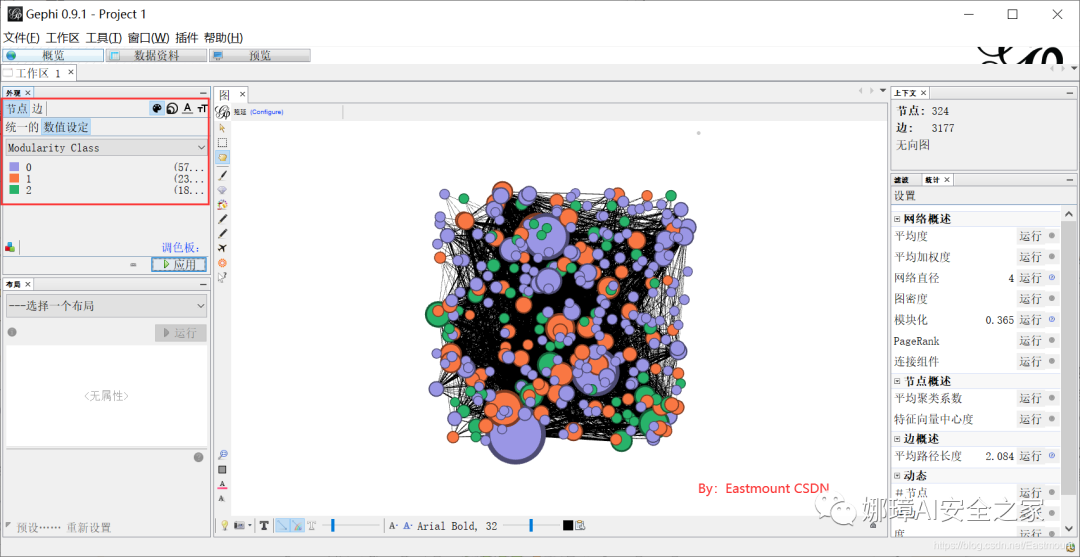 Gephi 0.9.1 - Project 1
文件(F) 工作区 工具(T) 窗口(W) 插件 帮助(H)
概览 数据资料 预览
工作区 1 ×
外观 ×
节点 边
统一的 数值设定
Modularity Class
0 (57...
1 (23...
2 (18...
调色板:
应用
布局 ×
---选择一个布局
运行
<无属性>
预设…… 重新设置
图 ×
拖延 (Configure)
By：Eastmount CSDN
Arial Bold, 32
上下文 ×
节点: 324
边: 3177
无向图
滤波 统计 ×
设置
网络概述
平均度 运行
平均加权度 运行
网络直径 4 运行
图密度 运行
模块化 0.365 运行
PageRank 运行
连接组件 运行
节点概述
平均聚类系数 运行
特征向量中心度 运行
边概述
平均路径长度 2.084 运行
动态
# 节点 运行
度 运行
娜璋AI安全之家
https://blog.csdn.net/Eastmount